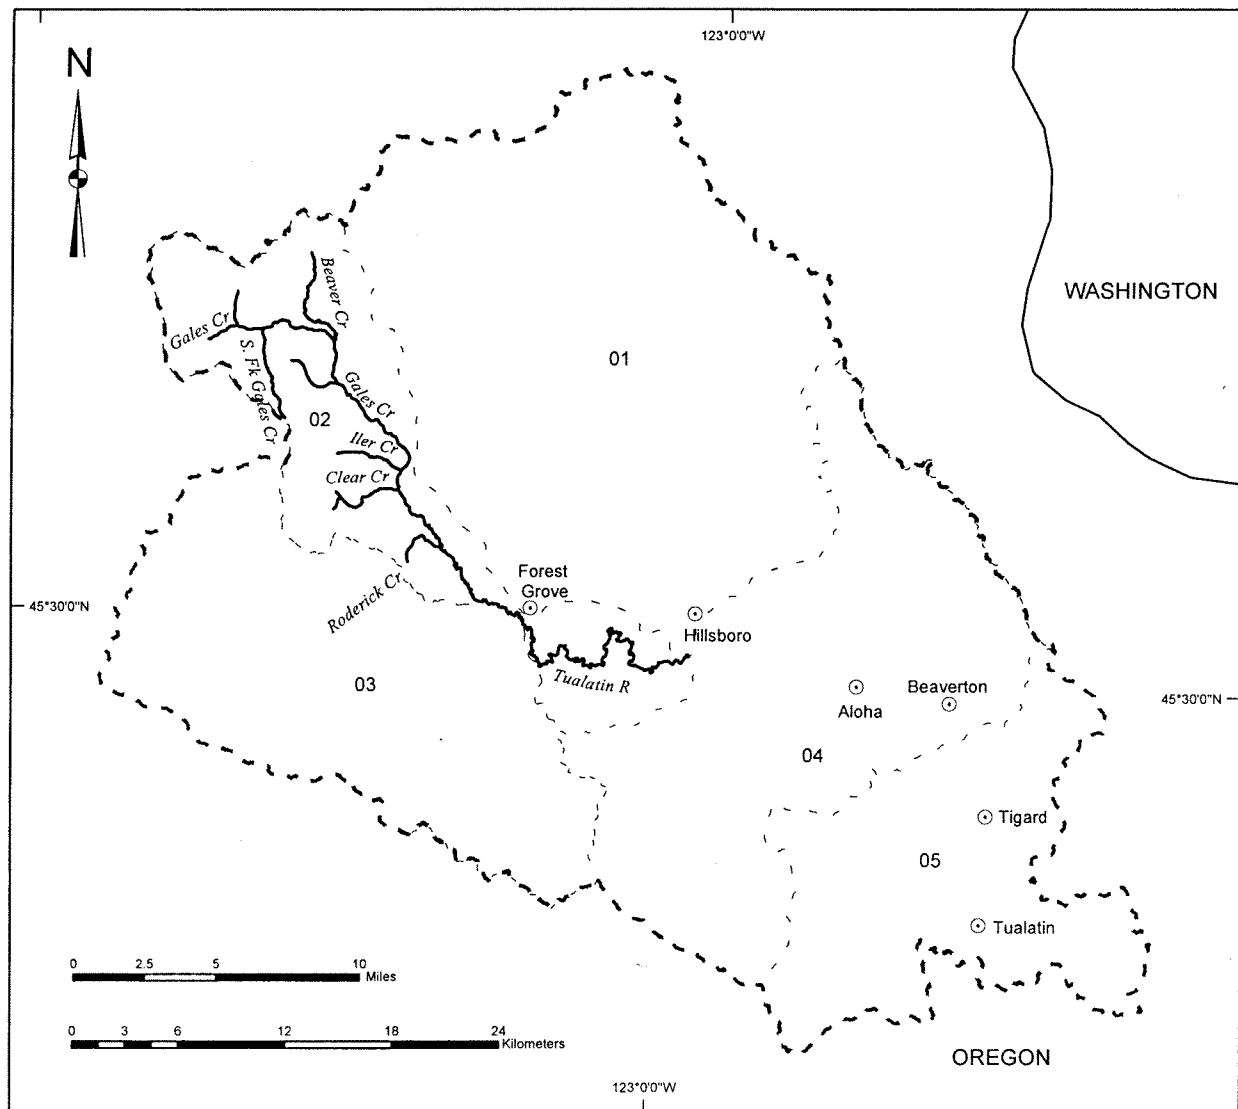 123°0'0"W
N
WASHINGTON
Beaver Cr
Gales Cr
S. Fk Gales Cr
01
Gales Cr
02
Iler Cr
Clear Cr
Forest
Grove
Roderick Cr
45°30'0"N
Hillsboro
Tualatin R
03
45°30'0"N
Beaverton
Aloha
04
Tigard
05
Tualatin
0 2.5 5 10
Miles
0 3 6 12 18 24
Kilometers
OREGON
123°0'0"W